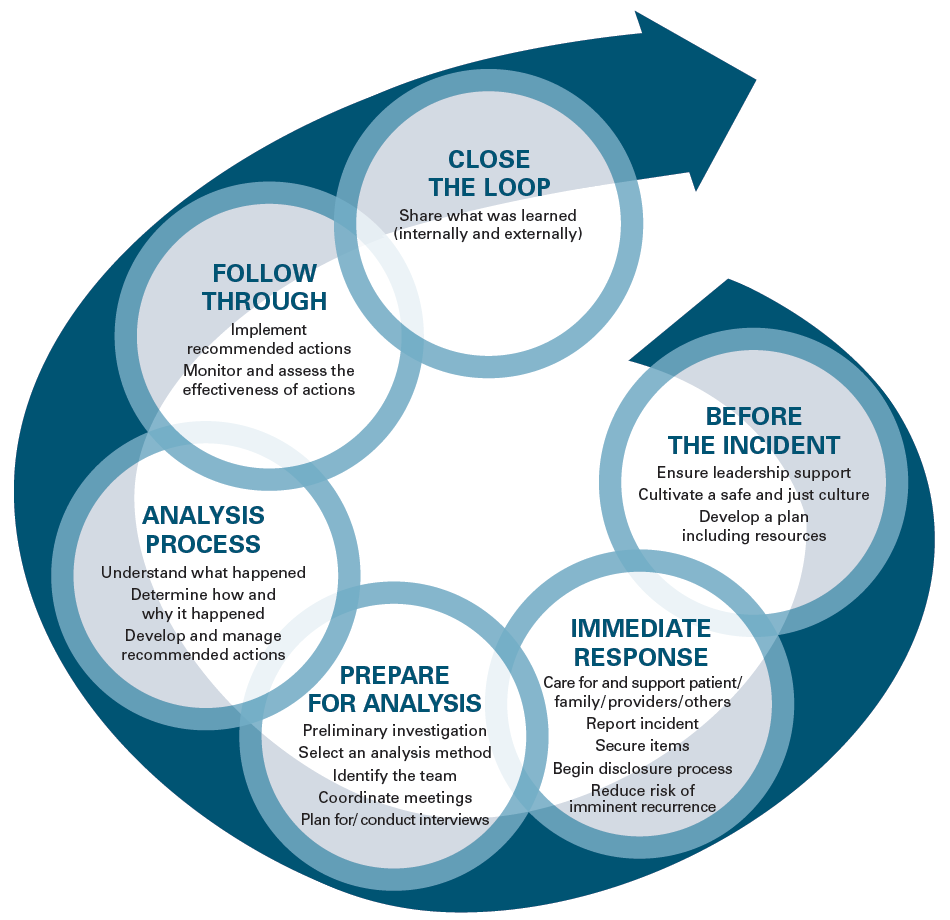 CLOSE
THE LOOP
Share what was learned
(internally and externally)
FOLLOW
THROUGH
Implement
recommended actions
Monitor and assess the
effectiveness of actions
BEFORE
THE INCIDENT
Ensure leadership support
Cultivate a safe and just culture
Develop a plan
including resources
ANALYSIS
PROCESS
Understand what happened
Determine how and
why it happened
Develop and manage
recommended actions
IMMEDIATE
RESPONSE
Care for and support patient/
family/providers/others
Report incident
Secure items
Begin disclosure process
Reduce risk of
imminent recurrence
PREPARE
FOR ANALYSIS
Preliminary investigation
Select an analysis method
Identify the team
Coordinate meetings
Plan for/ conduct interviews